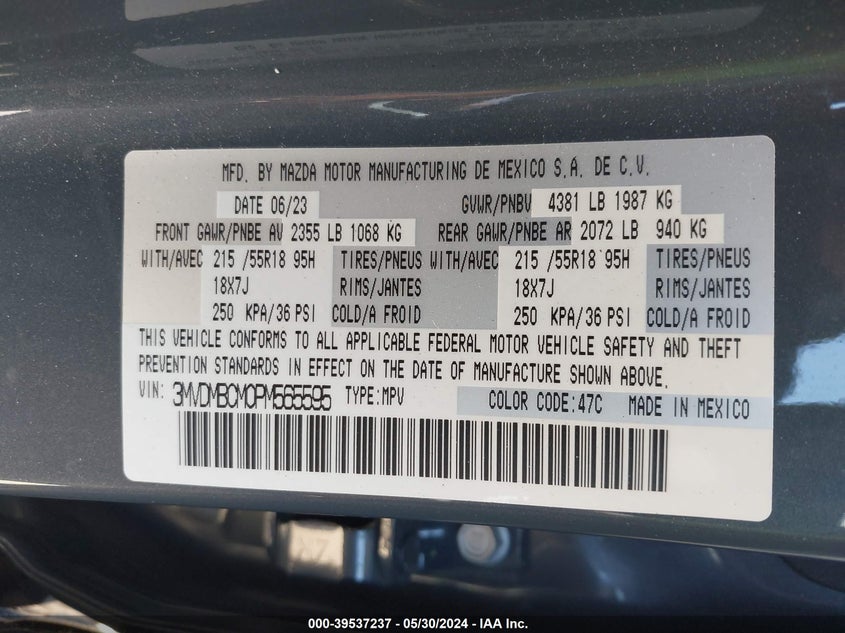 MFD. BY MAZDA MOTOR MANUFACTURING DE MEXICO S.A. DE C.V.
DATE 06/23 GVWR/PNBV 4381 LB 1987 KG
FRONT GAWR/PNBE AV 2355 LB 1068 KG REAR GAWR/PNBE AR 2072 LB 940 KG
WITH/AVEC 215 /55R18 95H TIRES/PNEUS WITH/AVEC 215 /55R18 95H TIRES/PNEUS
18X7J RIMS/JANTES 18X7J RIMS/JANTES
250 KPA/36 PSI COLD/A FROID 250 KPA/36 PSI COLD/A FROID
THIS VEHICLE CONFORMS TO ALL APPLICABLE FEDERAL MOTOR VEHICLE SAFETY AND THEFT
PREVENTION STANDARDS IN EFFECT ON THE DATE OF MANUFACTURE SHOWN ABOVE.
VIN: 3MVDMBCM0PM565595 TYPE:MPV COLOR CODE:47C MADE IN MEXICO
000-39537237 - 05/30/2024 - IAA Inc.